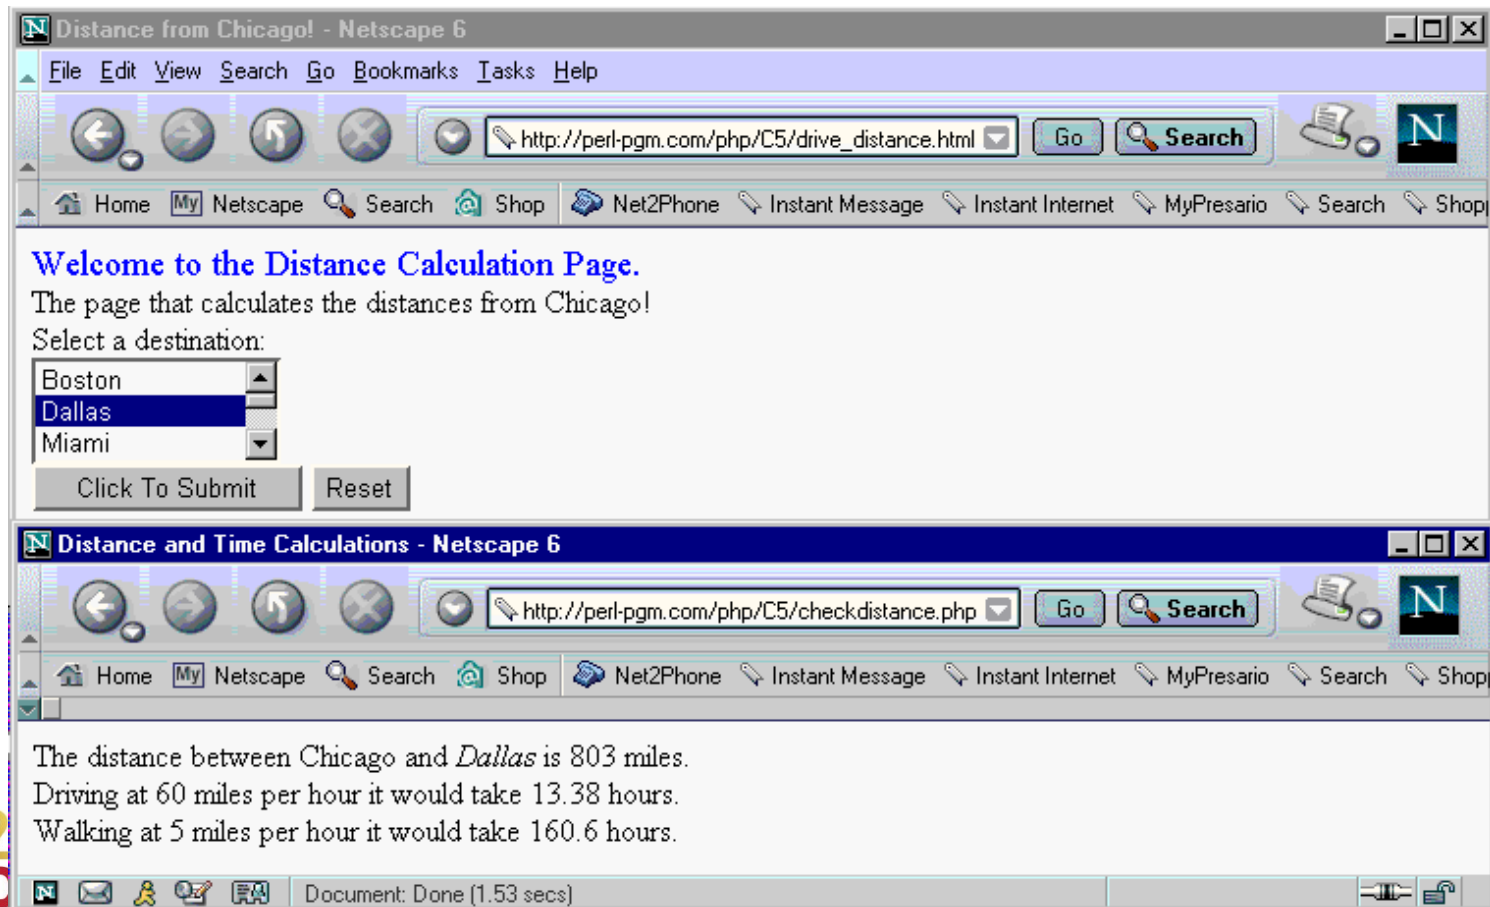 N Distance from Chicago! - Netscape 6
File Edit View Search Go Bookmarks Tasks Help
http://perl-pgm.com/php/C5/drive_distance.html Go Search N
Home My Netscape Search Shop Net2Phone Instant Message Instant Internet MyPresario Search Shopp
Welcome to the Distance Calculation Page.
The page that calculates the distances from Chicago!
Select a destination:
Boston
Dallas
Miami
Click To Submit Reset
N Distance and Time Calculations - Netscape 6
http://perl-pgm.com/php/C5/checkdistance.php Go Search N
Home My Netscape Search Shop Net2Phone Instant Message Instant Internet MyPresario Search Shop
The distance between Chicago and Dallas is 803 miles.
Driving at 60 miles per hour it would take 13.38 hours.
Walking at 5 miles per hour it would take 160.6 hours.
N Document: Done (1.53 secs)